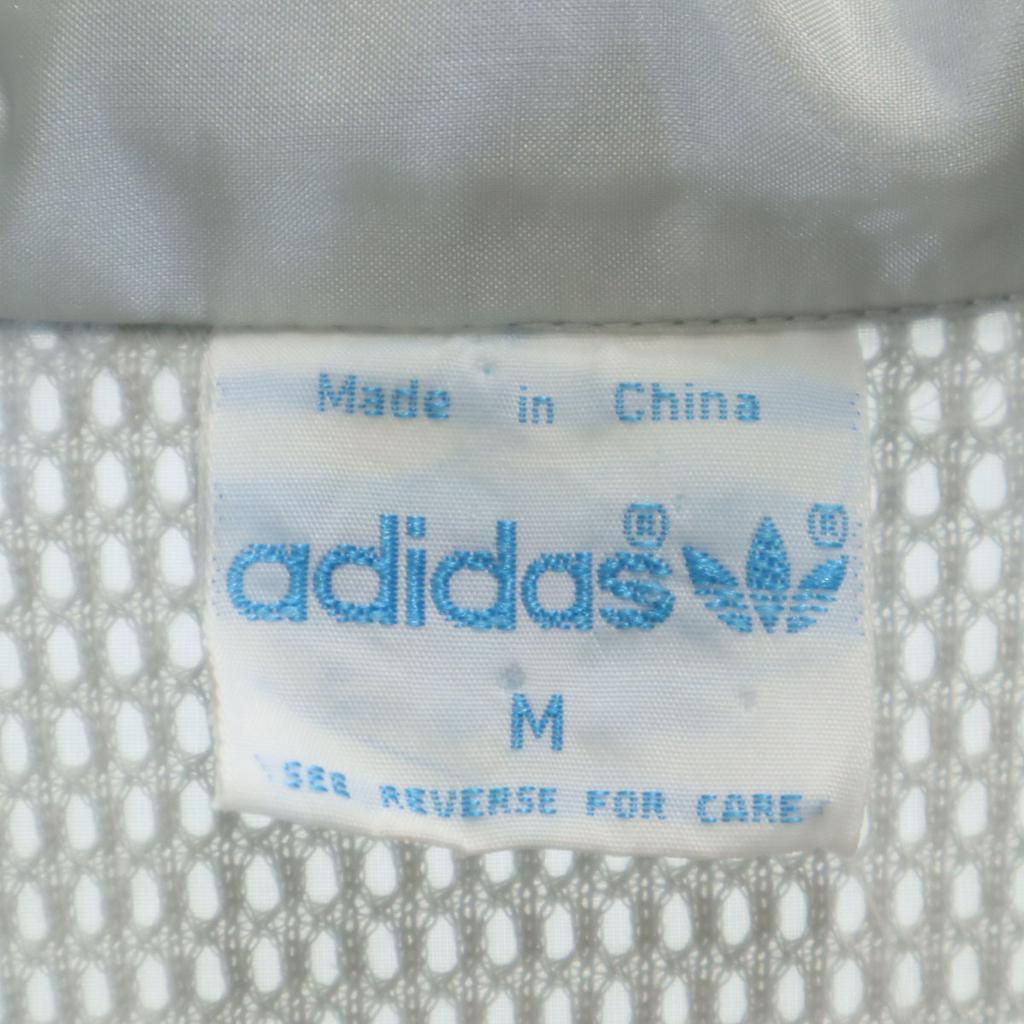 Made in China
adidas® ®
M
SEE REVERSE FOR CARE